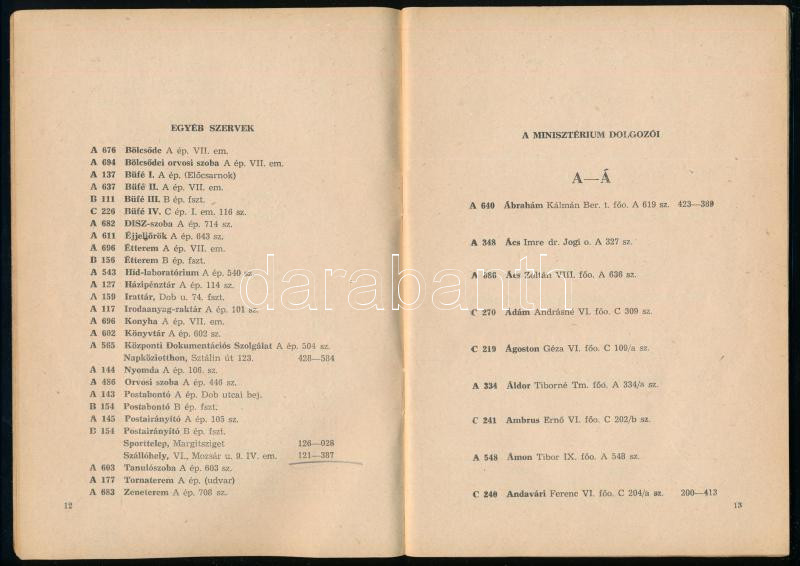 EGYÉB SZERVEK
A 676 Bölcsőde A ép. VII. em.
A 694 Bölcsődei orvosi szoba A ép. VII. em.
A 137 Büfé I. A ép. (Előcsarnok)
A 637 Büfé II. A ép. VII. em.
B 111 Büfé III. B ép. fszt.
C 226 Büfé IV. C ép. I. em. 116 sz.
A 682 DISZ-szoba A ép. 714 sz.
A 611 Éjjeliőrök A ép. 643 sz.
A 696 Étterem A ép. VII. em.
B 156 Étterem B ép. fszt.
A 543 Híd-laboratórium A ép. 540 sz.
A 127 Házipénztár A ép. 114 sz.
A 159 Irattár, Dob u. 74. fszt.
A 117 Irodaanyag-raktár A ép. 101 sz.
A 696 Konyha A ép. VII. em.
A 602 Könyvtár A ép. 602 sz.
A 565 Központi Dokumentációs Szolgálat A ép. 504 sz.
Napköziotthon, Sztálin út 123. 428—584
A 144 Nyomda A ép. 106. sz.
A 486 Orvosi szoba A ép. 446 sz.
A 143 Postabontó A ép. Dob utcai bej.
B 154 Postabontó B ép. fszt.
A 145 Postairányító A ép. 105 sz.
B 154 Postairányító B ép. fszt.
Sporttelep, Margitsziget 126—028
Szállóhely, VI., Mozsár u. 9. IV. em. 121—387
A 603 Tanulószoba A ép. 603 sz.
A 177 Tornaterem A ép. (udvar)
A 683 Zeneterem A ép. 708 sz.
12
A MINISZTÉRIUM DOLGOZÓI
A—Á
A 640 Ábrahám Kálmán Ber. t. főo. A 619 sz. 423—380
A 348 Ács Imre dr. Jogi o. A 327 sz.
A 686 Ács Zoltán VIII. főo. A 636 sz.
C 270 Ádám Andrásné VI. főo. C 309 sz.
C 219 Ágoston Géza VI. főo. C 109/a sz.
A 334 Áldor Tiborné Tm. főo. A 334/a sz.
C 241 Ambrus Ernő VI. főo. C 202/b sz.
A 548 Ámon Tibor IX. főo. A 548 sz.
C 240 Andavári Ferenc VI. főo. C 204/a sz. 200—413
13
darabanth